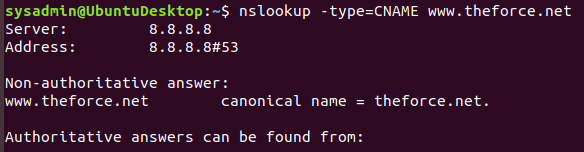 sysadmin@UbuntuDesktop:~$ nslookup -type=CNAME www.theforce.net
Server:         8.8.8.8
Address:        8.8.8.8#53

Non-authoritative answer:
www.theforce.net        canonical name = theforce.net.

Authoritative answers can be found from: